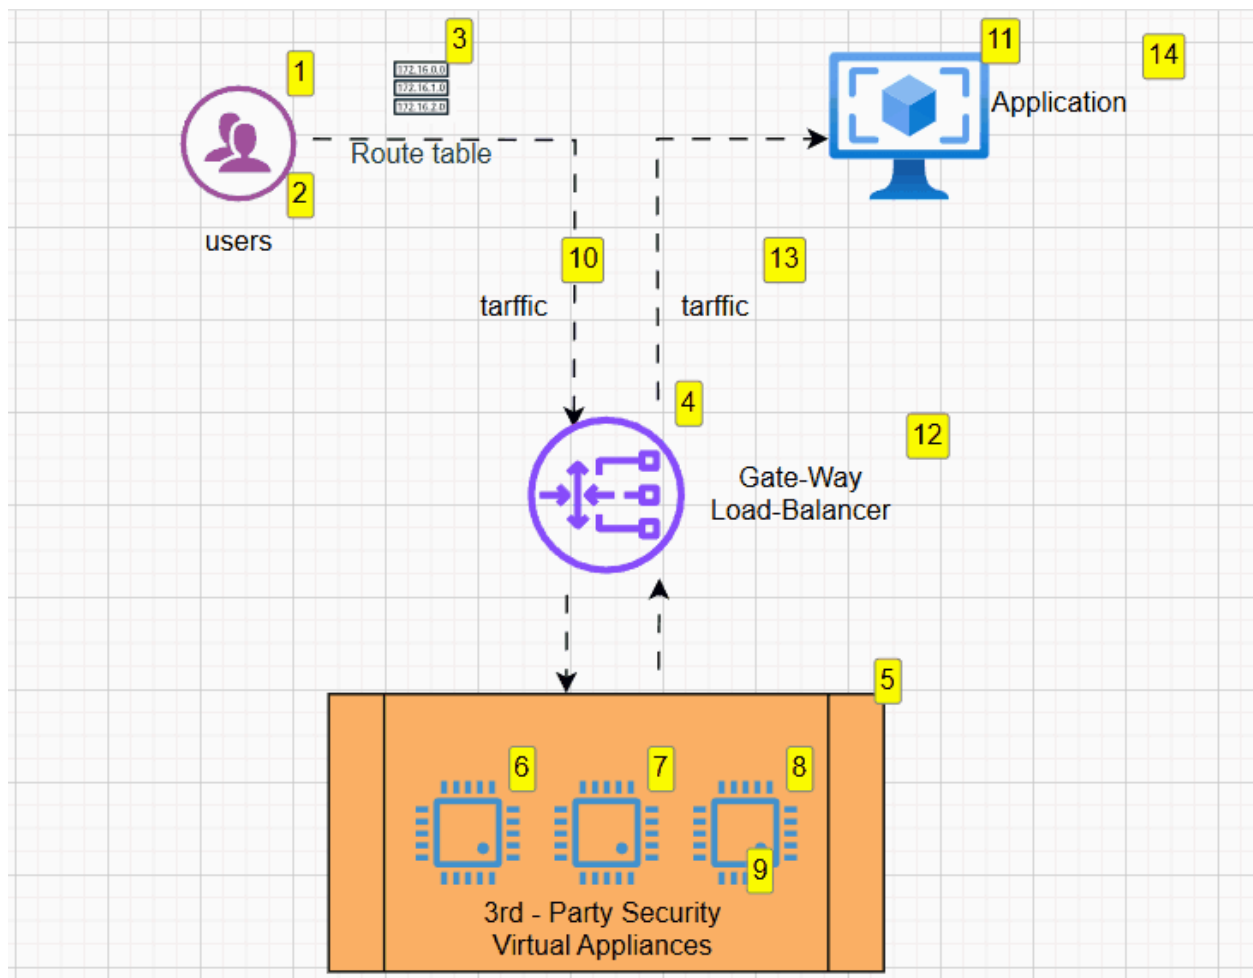 3
11
14
1
172.16.0.0
172.16.1.0
172.16.2.0
Application
Route table
2
users
10
13
tarffic
tarffic
4
12
Gate-Way
Load-Balancer
5
6
7
8
9
3rd - Party Security
Virtual Appliances